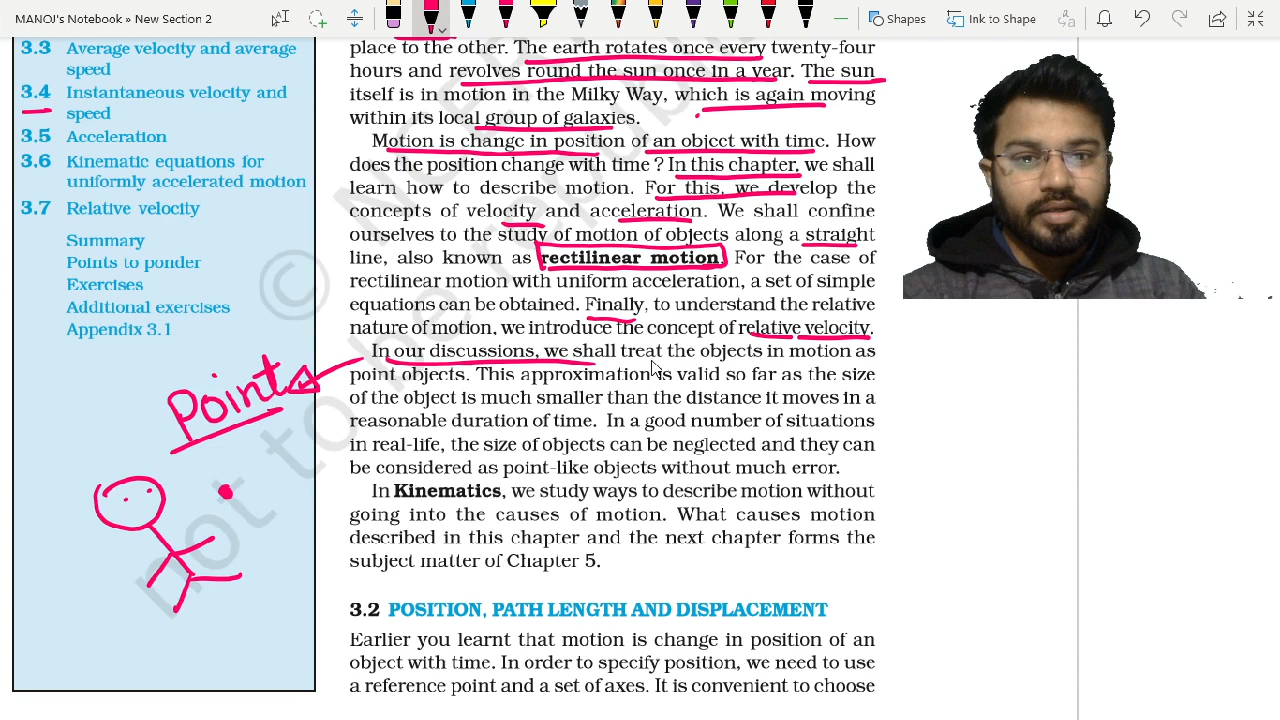 MANOJ's Notebook » New Section 2
Shapes
Ink to Shape
3.3 Average velocity and average
speed
3.4 Instantaneous velocity and
speed
3.5 Acceleration
3.6 Kinematic equations for
uniformly accelerated motion
3.7 Relative velocity
Summary
Points to ponder
Exercises
Additional exercises
Appendix 3.1
Point
place to the other. The earth rotates once every twenty-four
hours and revolves round the sun once in a year. The sun
itself is in motion in the Milky Way, which is again moving
within its local group of galaxies.
Motion is change in position of an object with time. How
does the position change with time ? In this chapter, we shall
learn how to describe motion. For this, we develop the
concepts of velocity and acceleration. We shall confine
ourselves to the study of motion of objects along a straight
line, also known as rectilinear motion. For the case of
rectilinear motion with uniform acceleration, a set of simple
equations can be obtained. Finally, to understand the relative
nature of motion, we introduce the concept of relative velocity.
In our discussions, we shall treat the objects in motion as
point objects. This approximation is valid so far as the size
of the object is much smaller than the distance it moves in a
reasonable duration of time. In a good number of situations
in real-life, the size of objects can be neglected and they can
be considered as point-like objects without much error.
In Kinematics, we study ways to describe motion without
going into the causes of motion. What causes motion
described in this chapter and the next chapter forms the
subject matter of Chapter 5.
3.2 POSITION, PATH LENGTH AND DISPLACEMENT
Earlier you learnt that motion is change in position of an
object with time. In order to specify position, we need to use
a reference point and a set of axes. It is convenient to choose